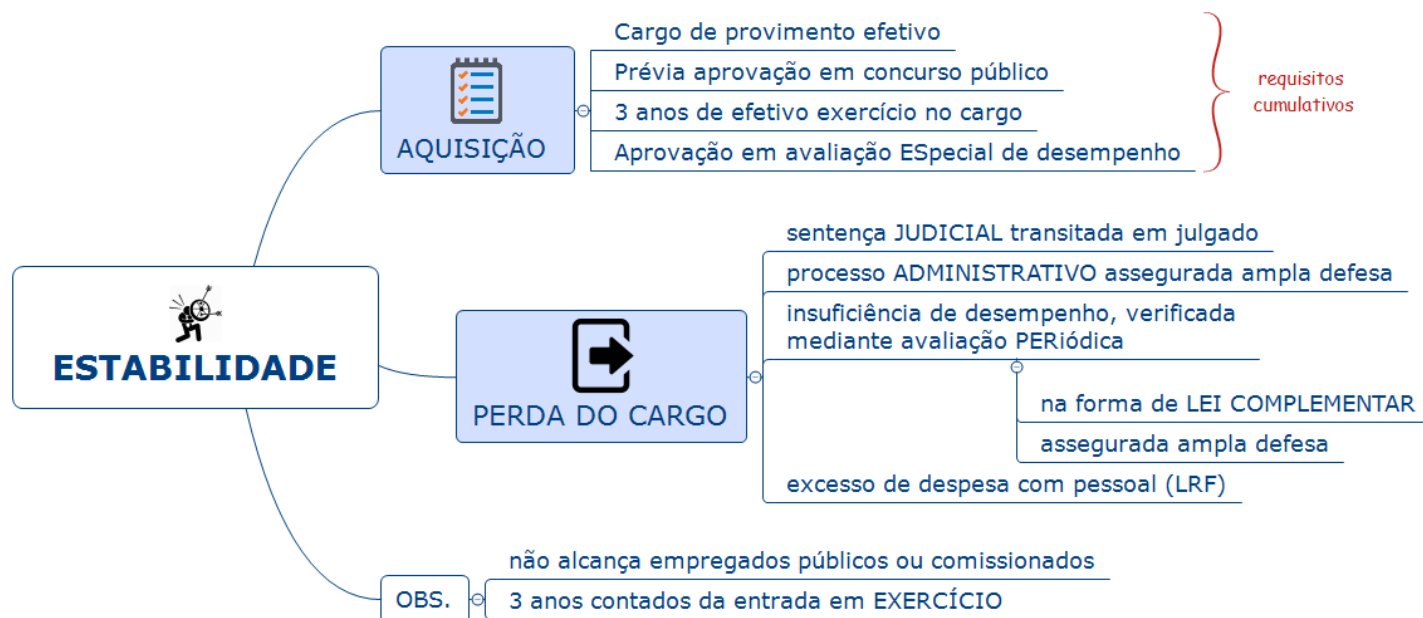 Cargo de provimento efetivo
Prévia aprovação em concurso público
3 anos de efetivo exercício no cargo
Aprovação em avaliação ESpecial de desempenho
requisitos
cumulativos
AQUISIÇÃO
sentença JUDICIAL transitada em julgado
processo ADMINISTRATIVO assegurada ampla defesa
insuficiência de desempenho, verificada
mediante avaliação PERiódica
na forma de LEI COMPLEMENTAR
assegurada ampla defesa
excesso de despesa com pessoal (LRF)
ESTABILIDADE
PERDA DO CARGO
OBS.
não alcança empregados públicos ou comissionados
3 anos contados da entrada em EXERCÍCIO